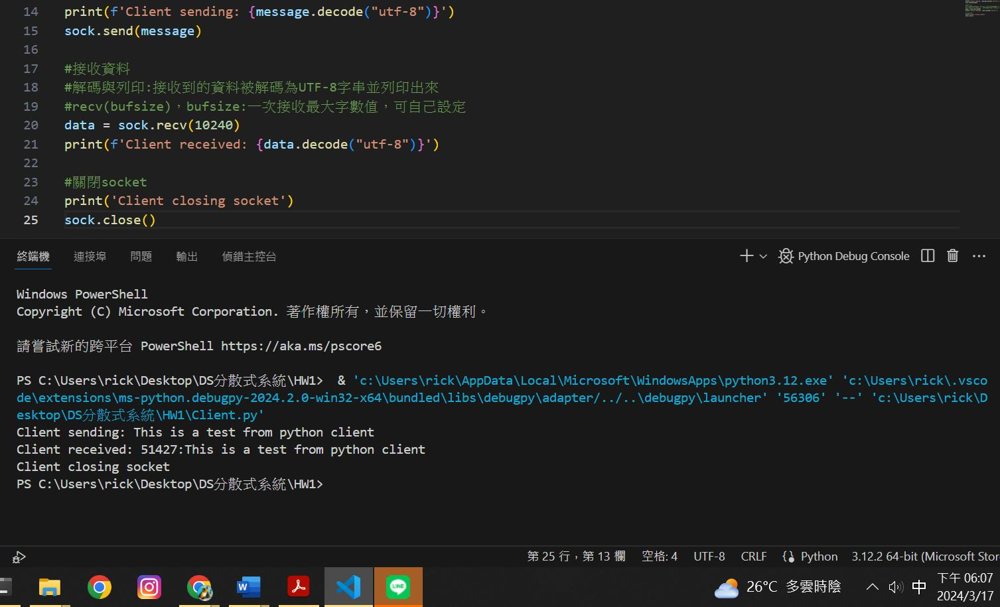 14 print(f'Client sending: {message.decode("utf-8")}')
15 sock.send(message)
16
17 #接收資料
18 #解碼與列印:接收到的資料被解碼為UTF-8字串並列印出來
19 #recv(bufsize)，bufsize:一次接收最大字數值，可自己設定
20 data = sock.recv(10240)
21 print(f'Client received: {data.decode("utf-8")}')
22
23 #關閉socket
24 print('Client closing socket')
25 sock.close()
終端機 連接埠 問題 輸出 偵錯主控台 Python Debug Console
Windows PowerShell
Copyright (C) Microsoft Corporation. 著作權所有，並保留一切權利。
請嘗試新的跨平台 PowerShell https://aka.ms/pscore6
PS C:\Users\rick\Desktop\DS分散式系統\HW1>  & 'c:\Users\rick\AppData\Local\Microsoft\WindowsApps\python3.12.exe' 'c:\Users\rick\.vsco
de\extensions\ms-python.debugpy-2024.2.0-win32-x64\bundled\libs\debugpy\adapter/../..\debugpy\launcher' '56306' '--' 'c:\Users\rick\D
esktop\DS分散式系統\HW1\Client.py'
Client sending: This is a test from python client
Client received: 51427:This is a test from python client
Client closing socket
PS C:\Users\rick\Desktop\DS分散式系統\HW1>
第 25 行，第 13 欄 空格: 4 UTF-8 CRLF Python 3.12.2 64-bit (Microsoft Stor
W LINE 26°C 多雲時陰 中 下午 06:07
2024/3/17